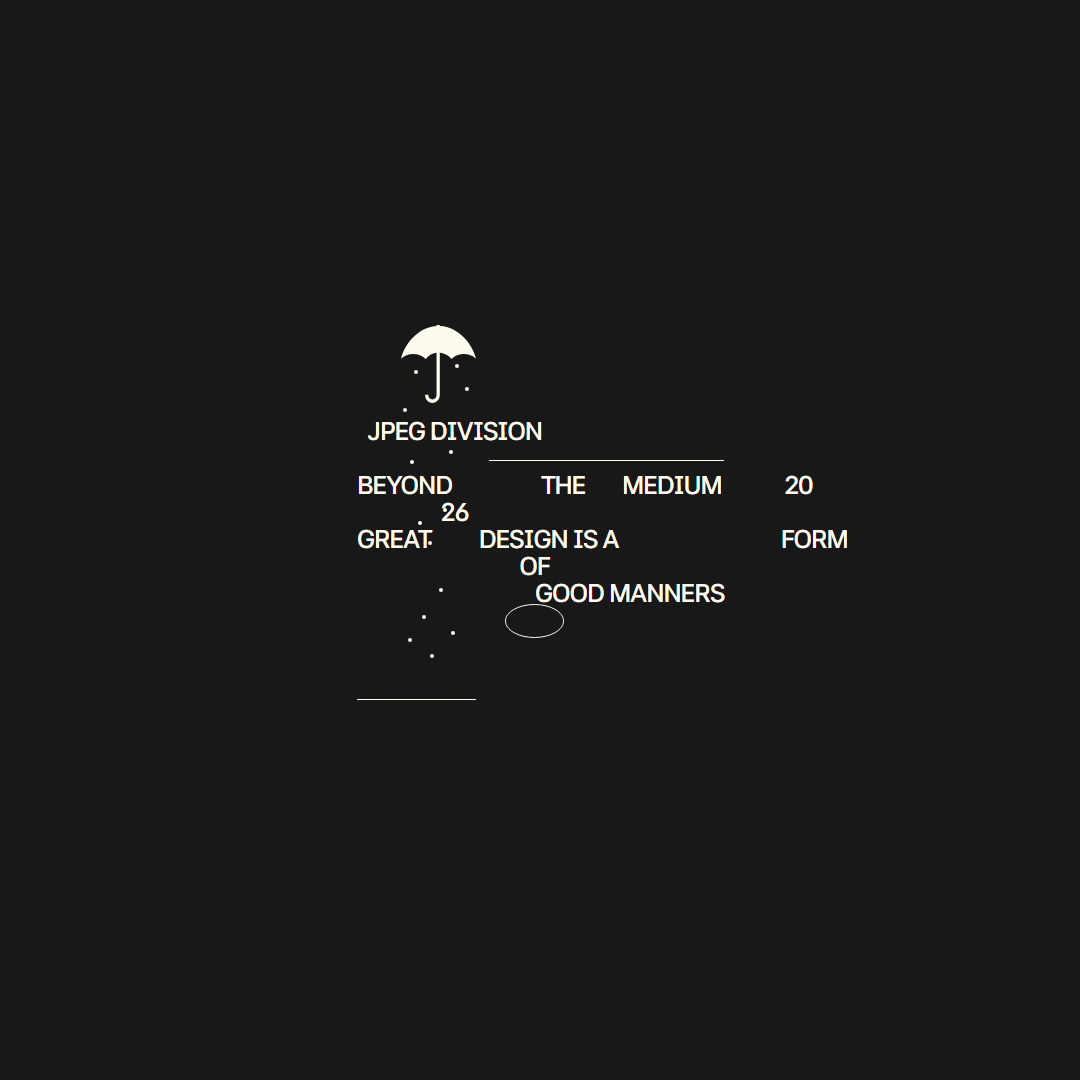 JPEG DIVISION
BEYOND THE MEDIUM 20
26
GREAT DESIGN IS A FORM
OF
GOOD MANNERS